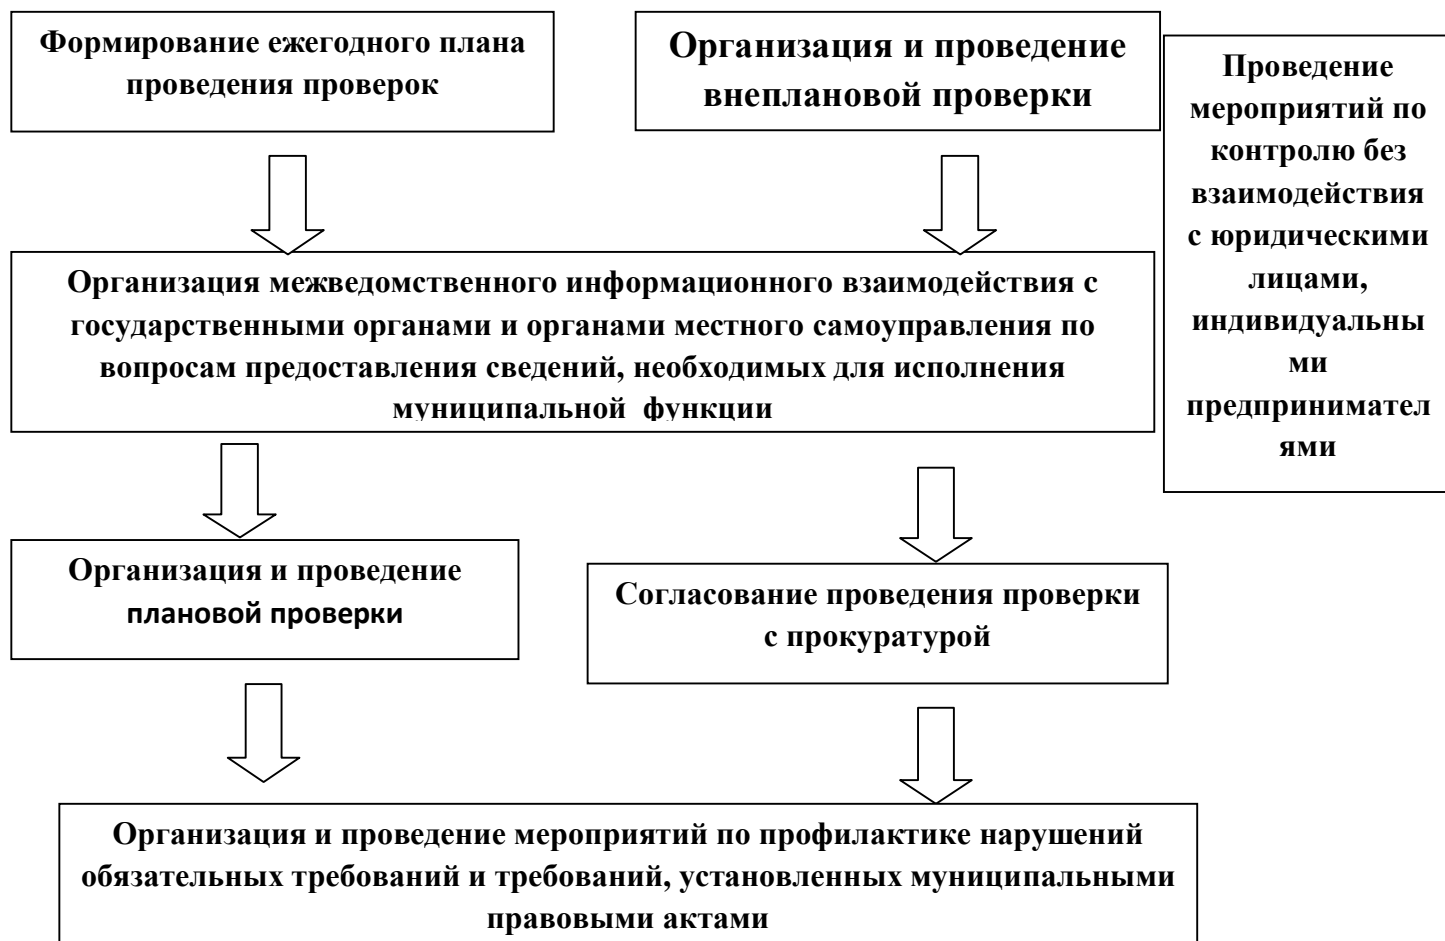 Формирование ежегодного плана
проведения проверок
Организация и проведение
внеплановой проверки
Проведение
мероприятий по
контролю без
взаимодействия
с юридическими
лицами,
индивидуальны
ми
предпринимател
ями
Организация межведомственного информационного взаимодействия с
государственными органами и органами местного самоуправления по
вопросам предоставления сведений, необходимых для исполнения
муниципальной функции
Организация и проведение
плановой проверки
Согласование проведения проверки
с прокуратурой
Организация и проведение мероприятий по профилактике нарушений
обязательных требований и требований, установленных муниципальными
правовыми актами